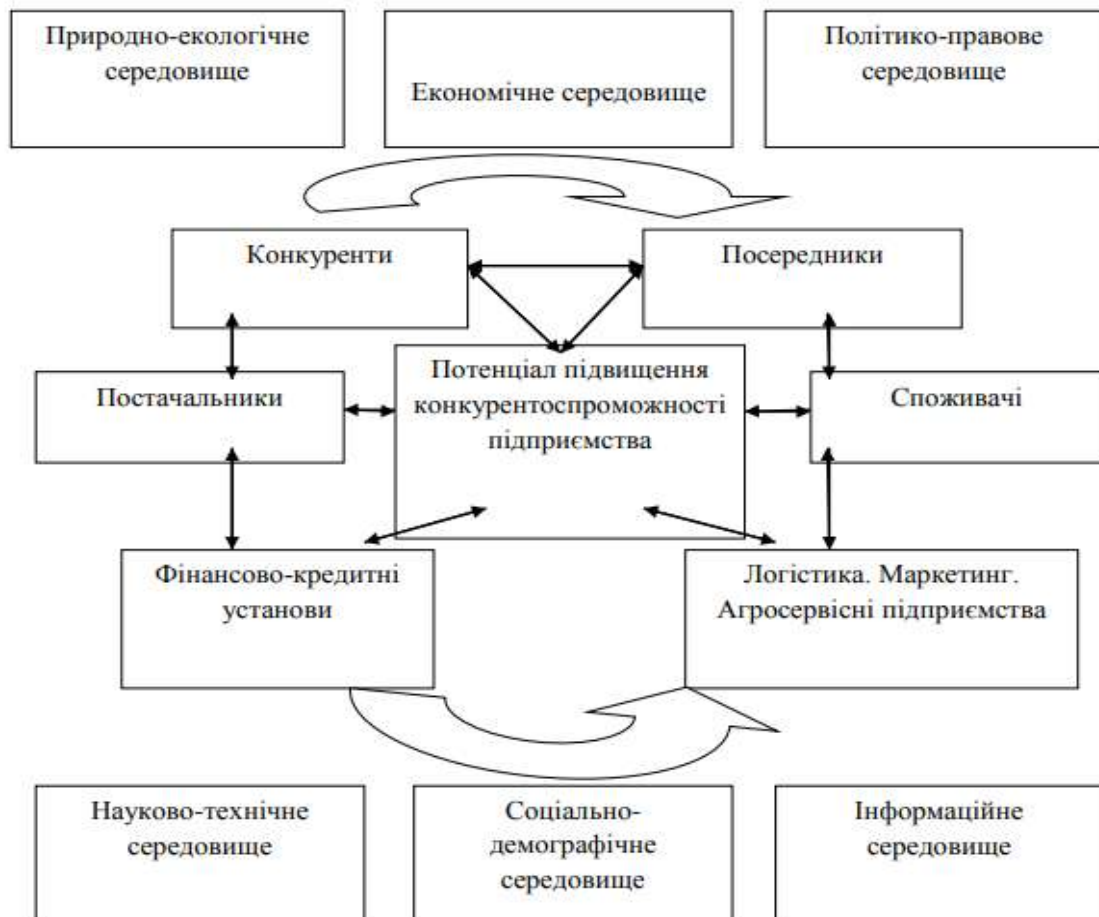 Природно-екологічне
середовище
Економічне середовище
Політико-правове
середовище
Конкуренти
Посередники
Постачальники
Потенціал підвищення
конкурентоспроможності
підприємства
Споживачі
Фінансово-кредитні
установи
Логістика. Маркетинг.
Агросервісні підприємства
Науково-технічне
середовище
Соціально-
демографічне
середовище
Інформаційне
середовище